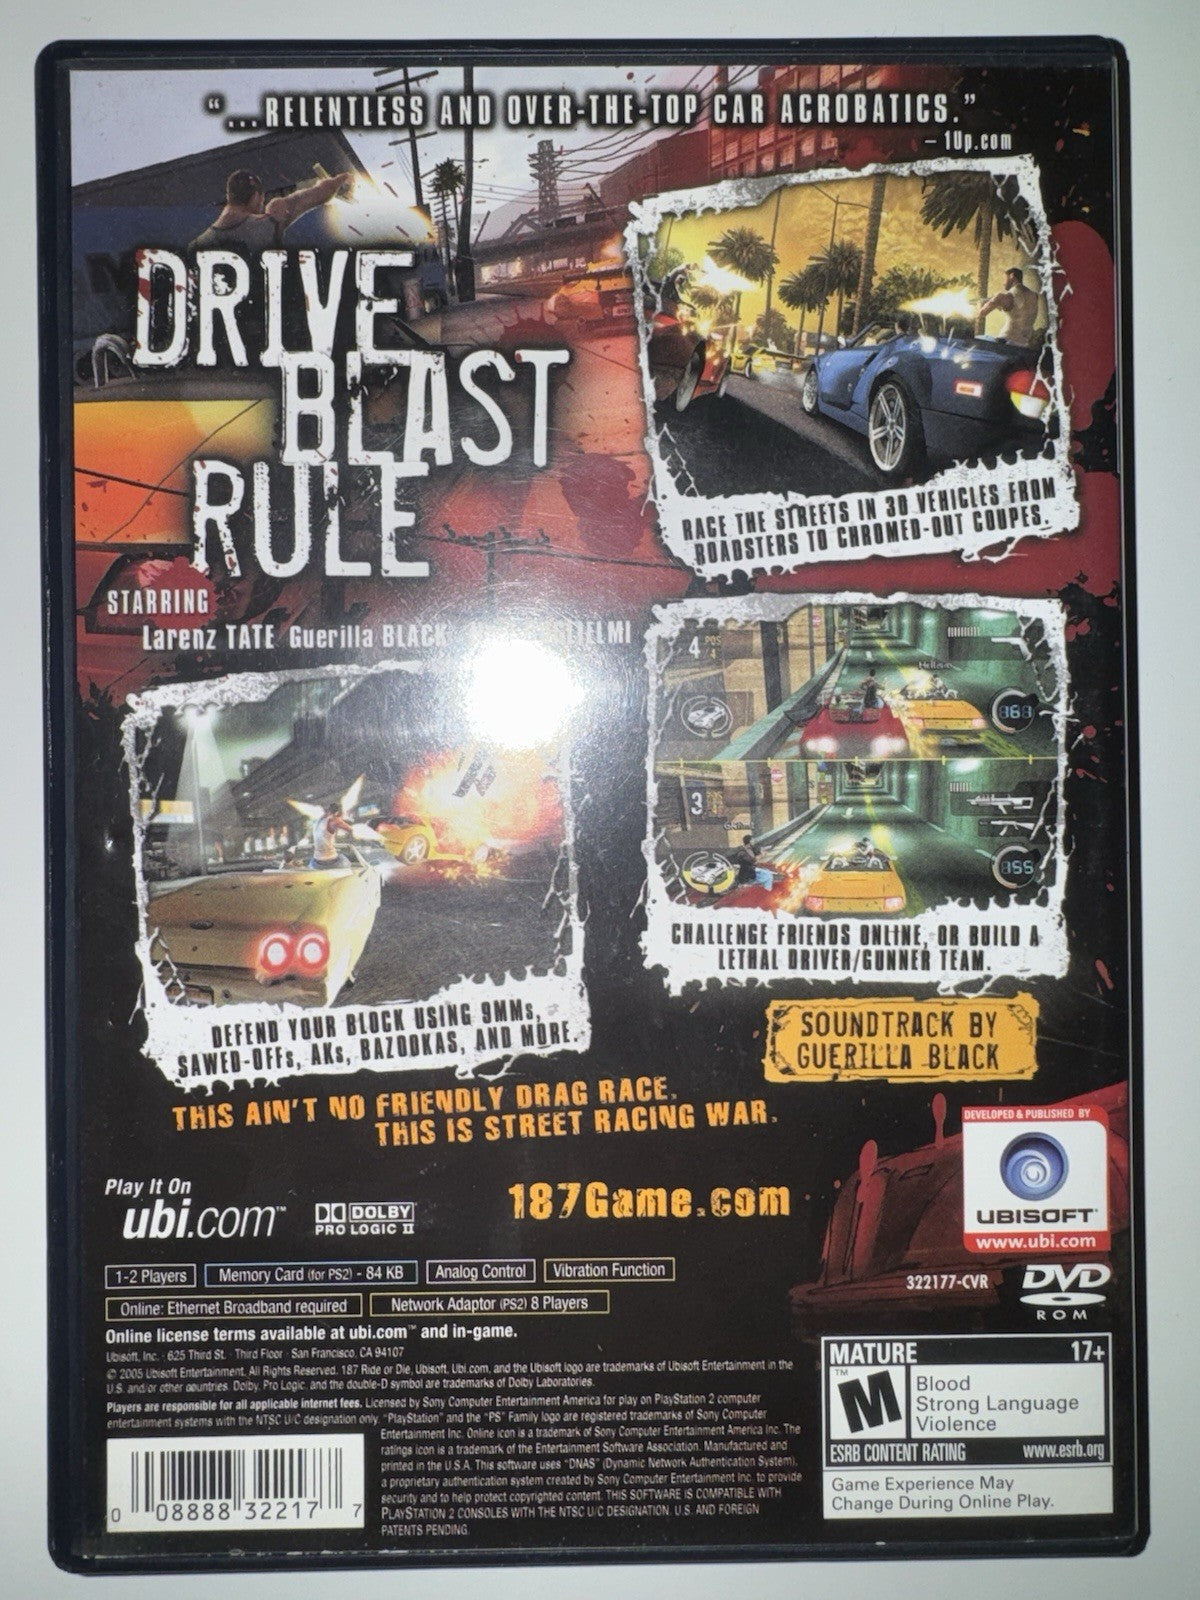 "...RELENTLESS AND OVER-THE-TOP CAR ACROBATICS."
– 1Up.com
DRIVE
BLAST
RULE
RACE THE STREETS IN 30 VEHICLES FROM
ROADSTERS TO CHROMED-OUT COUPES.
STARRING
Larenz TATE Guerilla BLACK
DEFEND YOUR BLOCK USING 9MMs,
SAWED-OFFs, AKs, BAZOOKAS, AND MORE.
4 POS
168
3
155
CHALLENGE FRIENDS ONLINE, OR BUILD A
LETHAL DRIVER/GUNNER TEAM.
SOUNDTRACK BY
GUERILLA BLACK
THIS AIN'T NO FRIENDLY DRAG RACE.
THIS IS STREET RACING WAR.
DEVELOPED & PUBLISHED BY
UBISOFT
www.ubi.com
Play It On
ubi.com™
DOLBY
PRO LOGIC II
187Game.com
1-2 Players
Memory Card (for PS2) - 84 KB
Analog Control
Vibration Function
Online: Ethernet Broadband required
Network Adaptor (PS2) 8 Players
322177-CVR
DVD
ROM
Online license terms available at ubi.com™ and in-game.
Ubisoft, Inc. · 625 Third St. · Third Floor · San Francisco, CA 94107
© 2005 Ubisoft Entertainment. All Rights Reserved. 187 Ride or Die, Ubisoft, Ubi.com, and the Ubisoft logo are trademarks of Ubisoft Entertainment in the
U.S. and/or other countries. Dolby, Pro Logic, and the double-D symbol are trademarks of Dolby Laboratories.
Players are responsible for all applicable internet fees. Licensed by Sony Computer Entertainment America for play on PlayStation 2 computer
entertainment systems with the NTSC U/C designation only. "PlayStation" and the "PS" Family logo are registered trademarks of Sony Computer
Entertainment Inc. Online icon is a trademark of Sony Computer Entertainment America Inc. The
ratings icon is a trademark of the Entertainment Software Association. Manufactured and
printed in the U.S.A. This software uses "DNAS" (Dynamic Network Authentication System),
a proprietary authentication system created by Sony Computer Entertainment Inc. to provide
security and to help protect copyrighted content. THIS SOFTWARE IS COMPATIBLE WITH
PLAYSTATION 2 CONSOLES WITH THE NTSC U/C DESIGNATION. U.S. AND FOREIGN
PATENTS PENDING.
0 08888 32217 7
MATURE 17+
M™
Blood
Strong Language
Violence
ESRB CONTENT RATING www.esrb.org
Game Experience May
Change During Online Play.